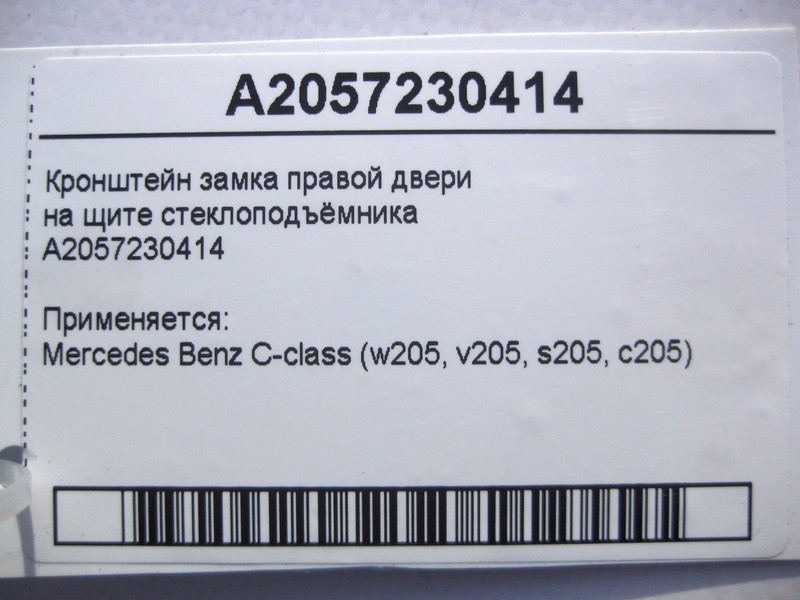 A2057230414
Кронштейн замка правой двери
на щите стеклоподъёмника
A2057230414
Применяется:
Mercedes Benz C-class (w205, v205, s205, c205)